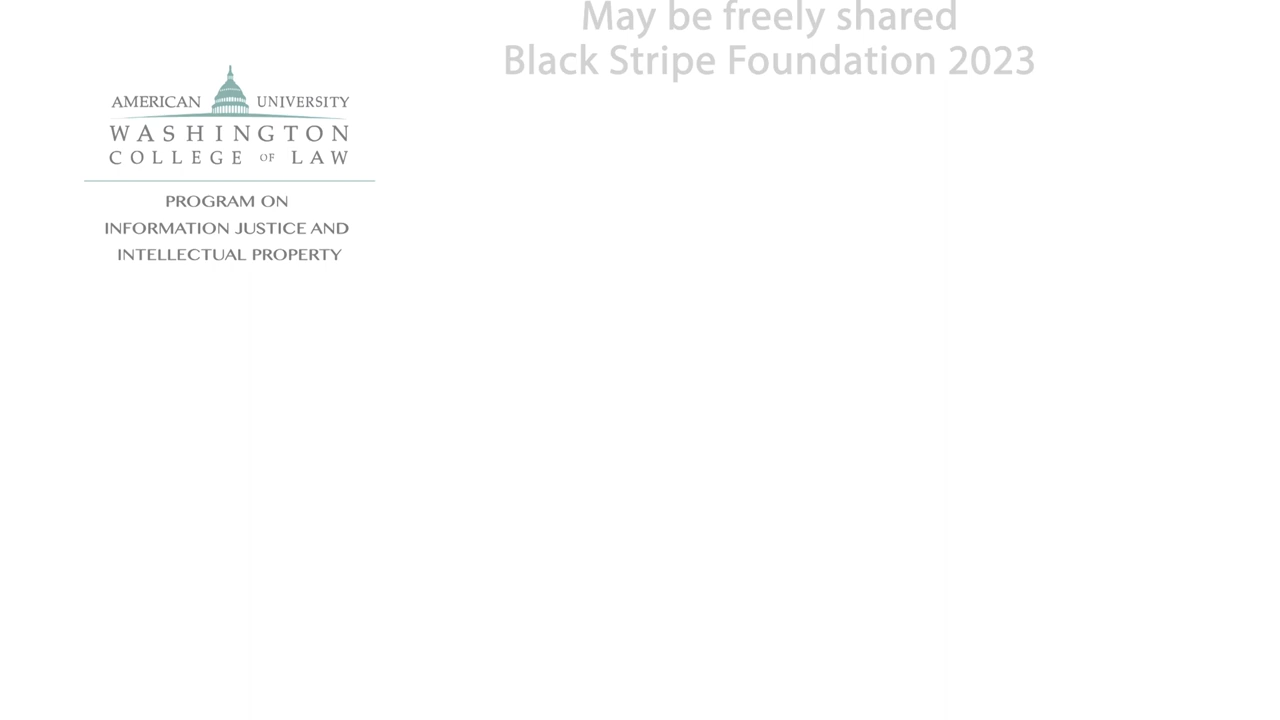 May be freely shared
Black Stripe Foundation 2023
AMERICAN UNIVERSITY
WASHINGTON
COLLEGE OF LAW
PROGRAM ON
INFORMATION JUSTICE AND
INTELLECTUAL PROPERTY